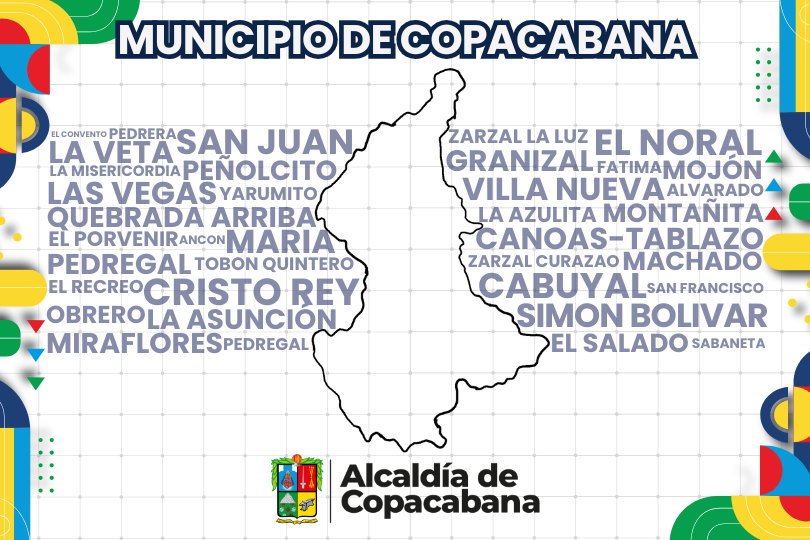 MUNICIPIO DE COPACABANA
EL CONVENTO PEDRERA SAN JUAN
LA VETA
LA MISERICORDIA PEÑOLCITO
LAS VEGAS YARUMITO
QUEBRADA ARRIBA
EL PORVENIR ANCON MARIA
PEDREGAL TOBON QUINTERO
EL RECREO CRISTO REY
OBRERO LA ASUNCIÓN
MIRAFLORES PEDREGAL
ZARZAL LA LUZ EL NORAL
GRANIZAL FATIMA MOJÓN
VILLA NUEVA ALVARADO
LA AZULITA MONTAÑITA
CANOAS-TABLAZO
ZARZAL CURAZAO MACHADO
CABUYAL SAN FRANCISCO
SIMON BOLIVAR
EL SALADO SABANETA
Alcaldía de
Copacabana